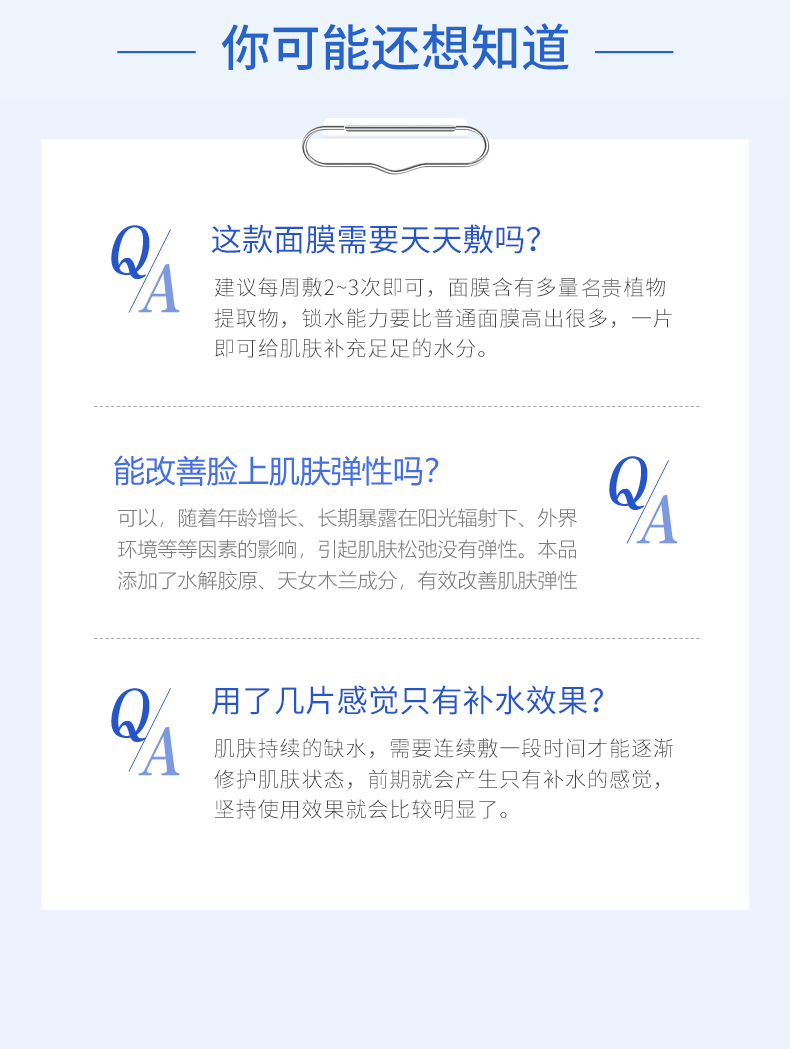 你可能还想知道
Q/A
这款面膜需要天天敷吗？
建议每周敷2~3次即可，面膜含有多量名贵植物
提取物，锁水能力要比普通面膜高出很多，一片
即可给肌肤补充足足的水分。
能改善脸上肌肤弹性吗？
Q/A
可以，随着年龄增长、长期暴露在阳光辐射下、外界
环境等等因素的影响，引起肌肤松弛没有弹性。本品
添加了水解胶原、天女木兰成分，有效改善肌肤弹性
Q/A
用了几片感觉只有补水效果？
肌肤持续的缺水，需要连续敷一段时间才能逐渐
修护肌肤状态，前期就会产生只有补水的感觉，
坚持使用效果就会比较明显了。